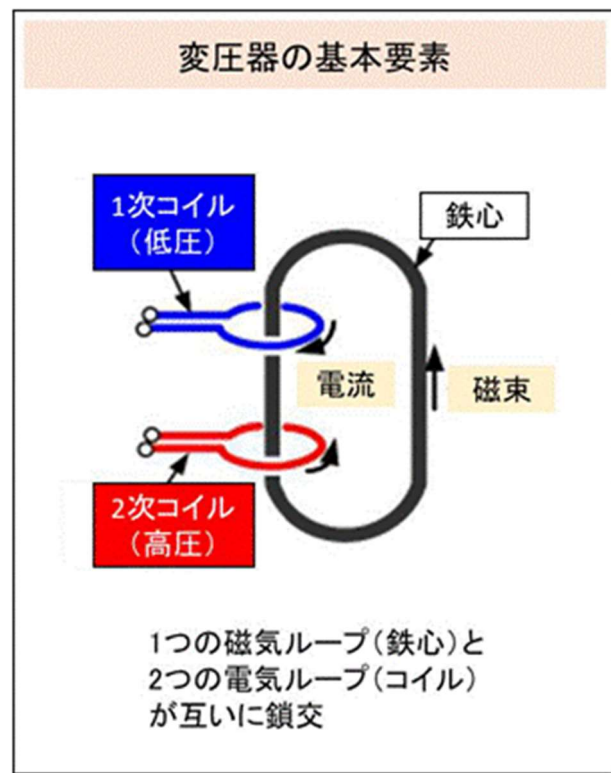 変圧器の基本要素
1次コイル
(低圧)
鉄心
電流
磁束
2次コイル
(高圧)
1つの磁気ループ(鉄心)と
2つの電気ループ(コイル)
が互いに鎖交